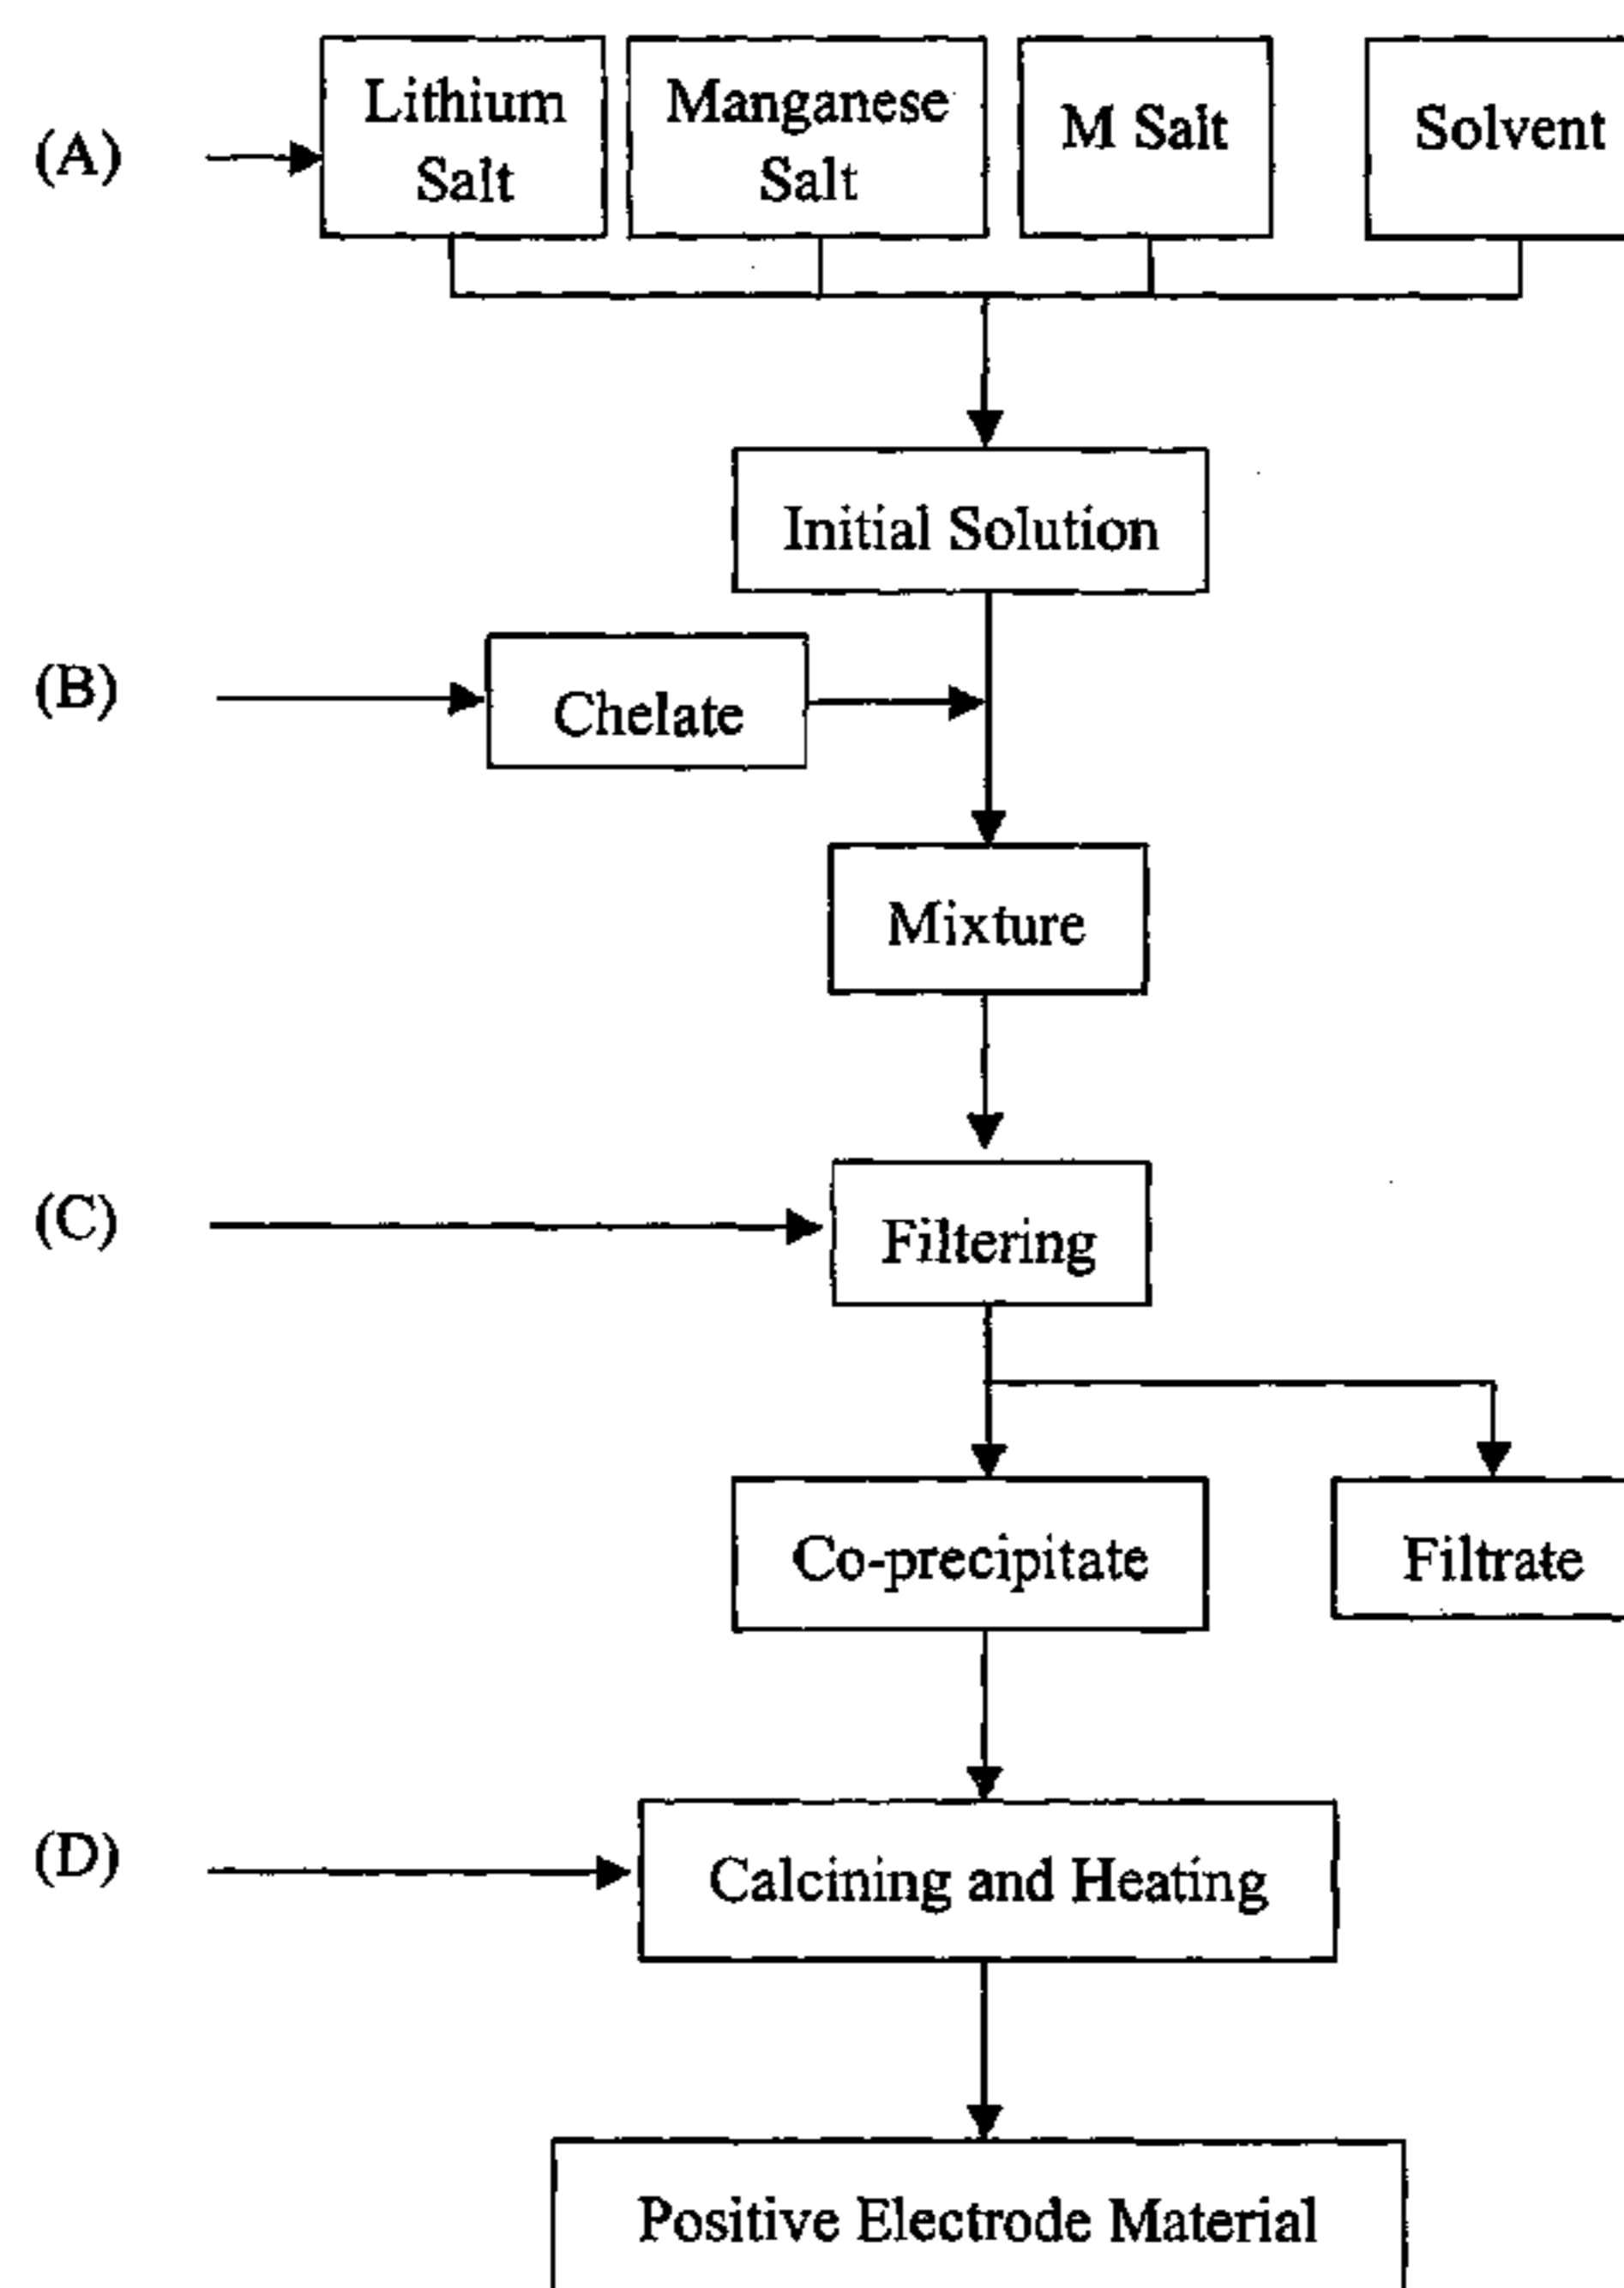 (A)
Lithium
Salt
Manganese
Salt
M Salt
Solvent
Initial Solution
(B)
Chelate
Mixture
(C)
Filtering
Co-precipitate
Filtrate
(D)
Calcining and Heating
Positive Electrode Material